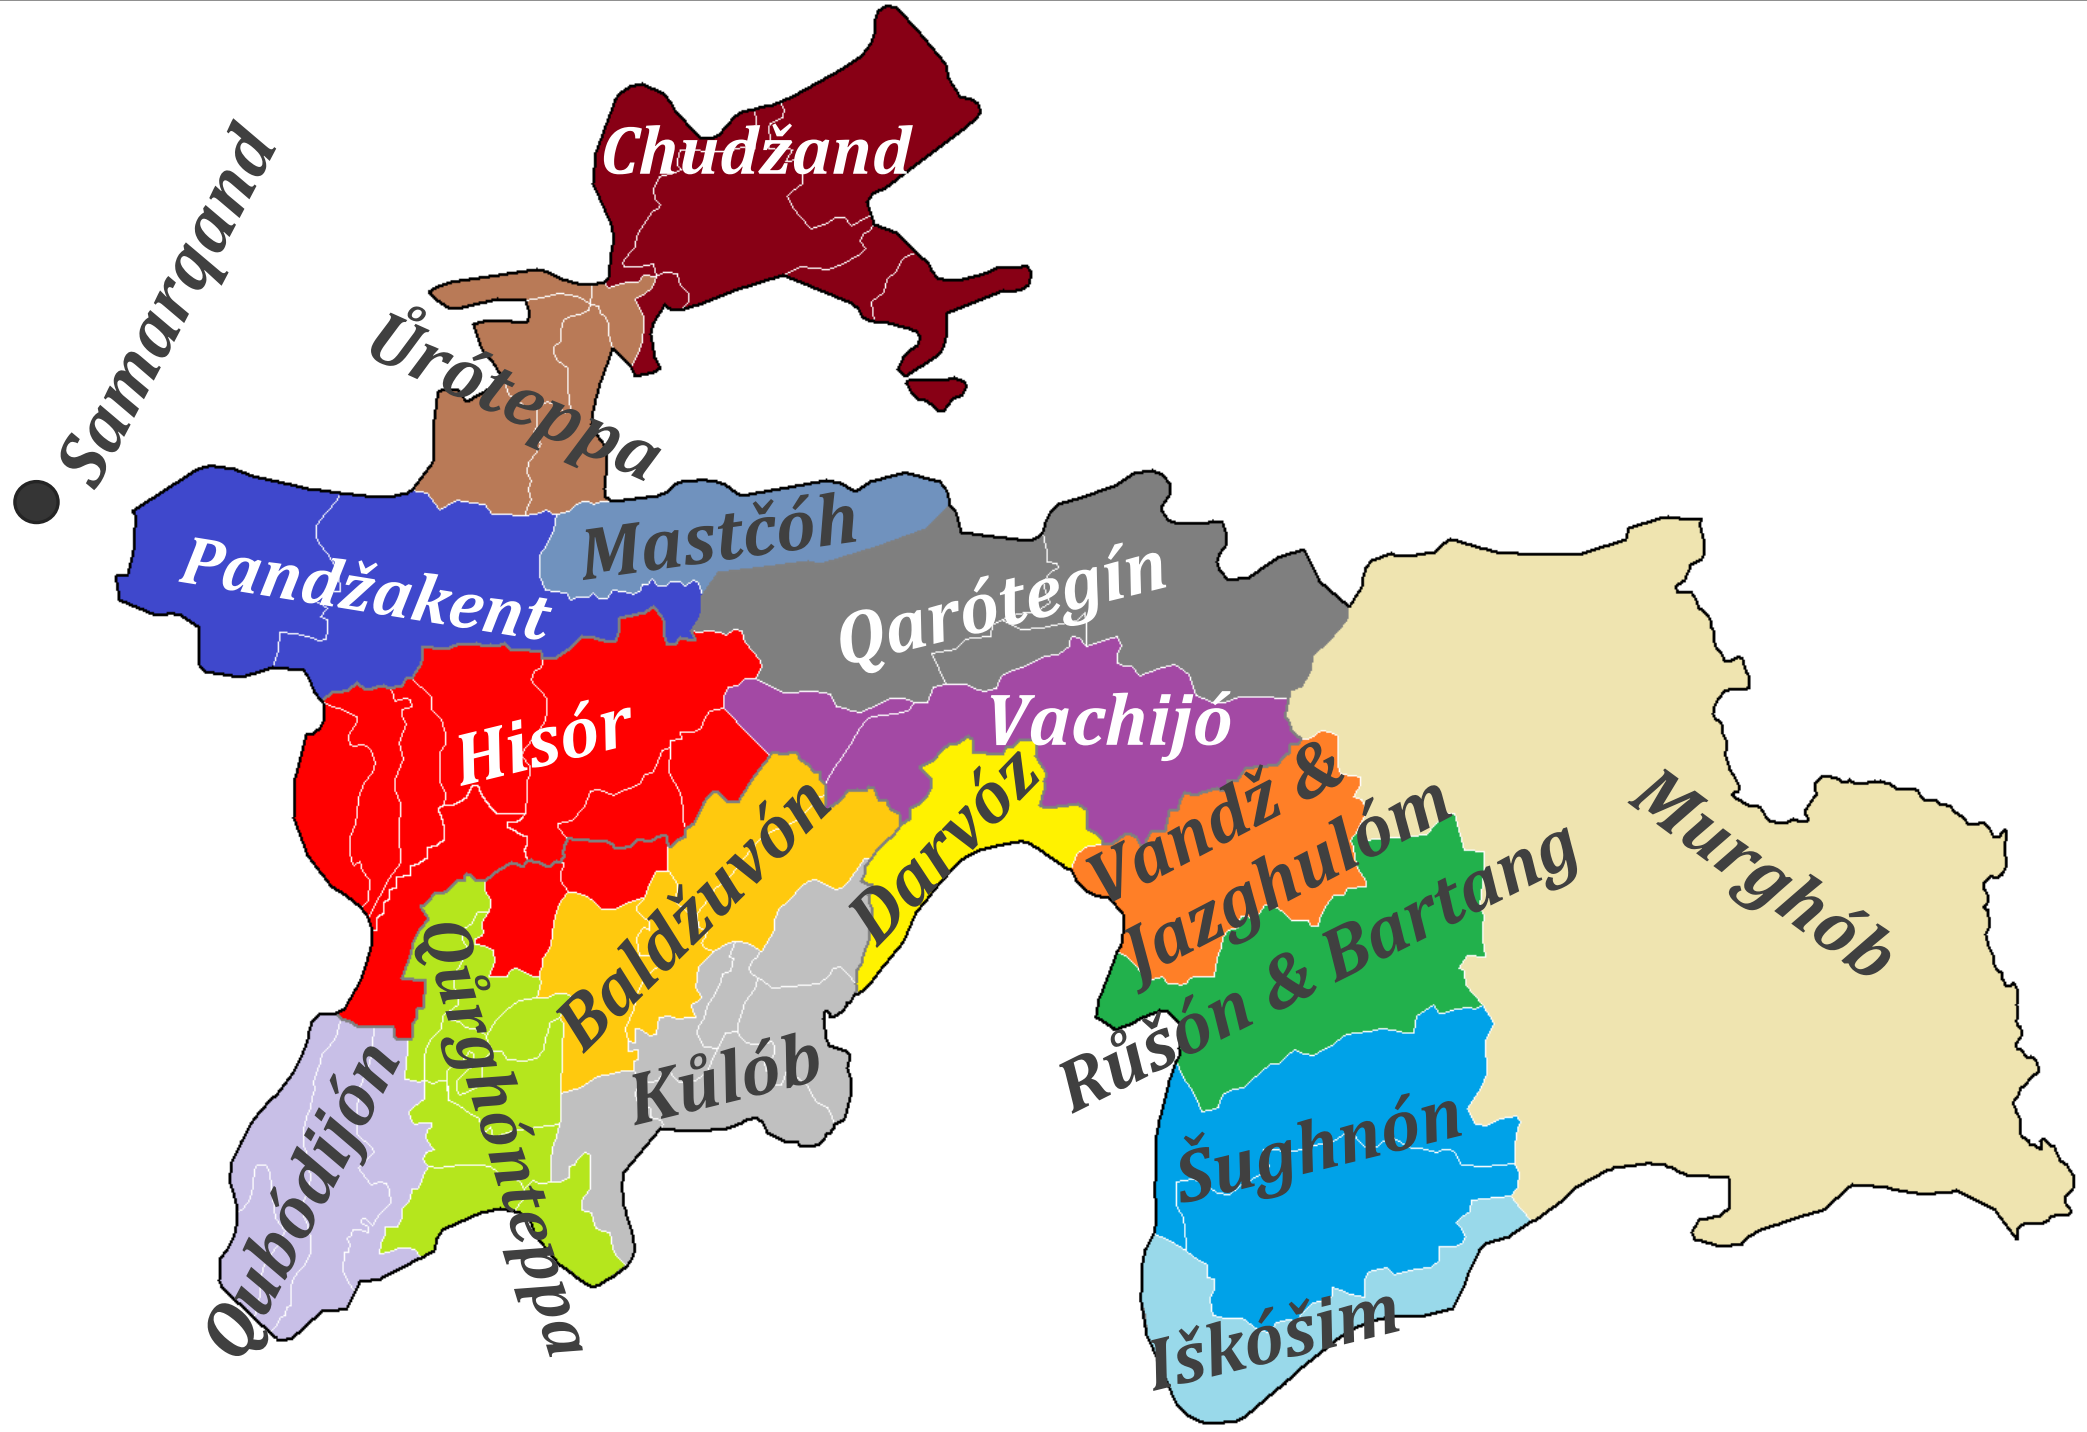 Chudžand
Samarqand
Ůróteppa
Mastčóh
Pandžakent
Qarótegín
Hisór
Vachijó
Vandž &
Jazghulóm
Murghób
Darvóz
Baldžuvón
Růšón & Bartang
Qůrghónteppa
Kůlób
Qubódijón
Šughnón
Iškóšim